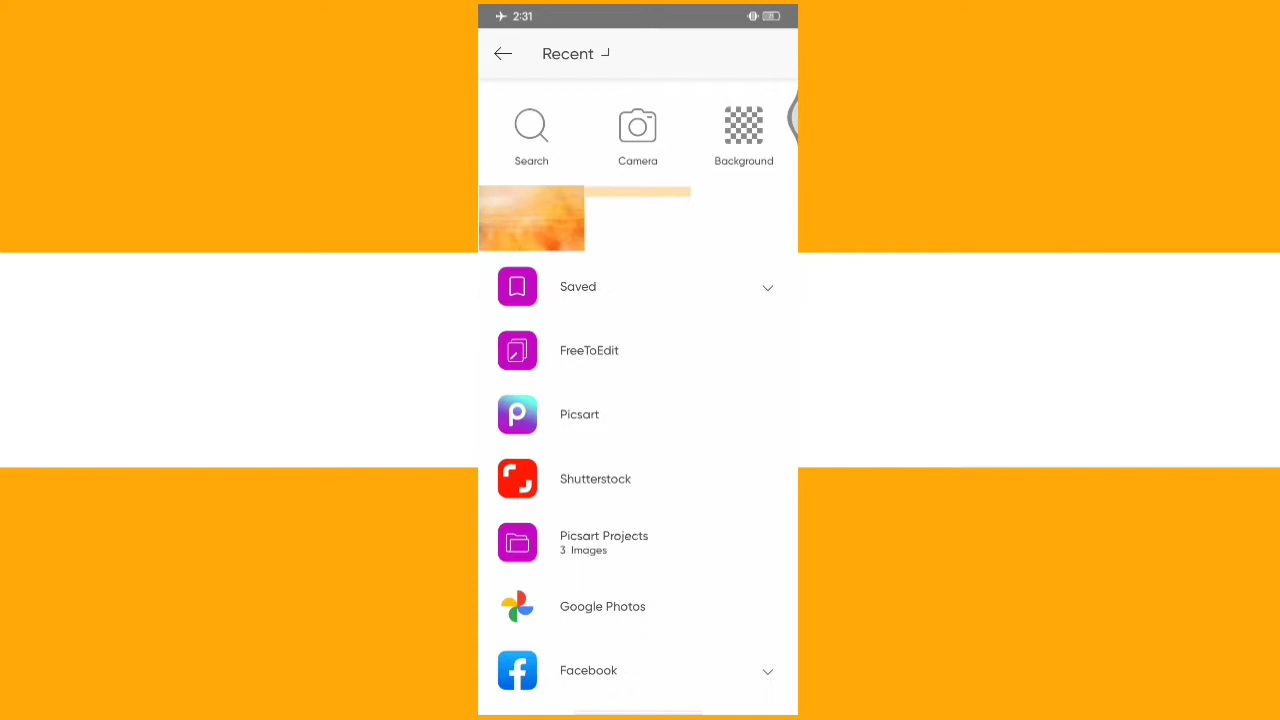 2:31
Recent
Search
Camera
Background
Saved
FreeToEdit
Picsart
Shutterstock
Picsart Projects
3 Images
Google Photos
Facebook